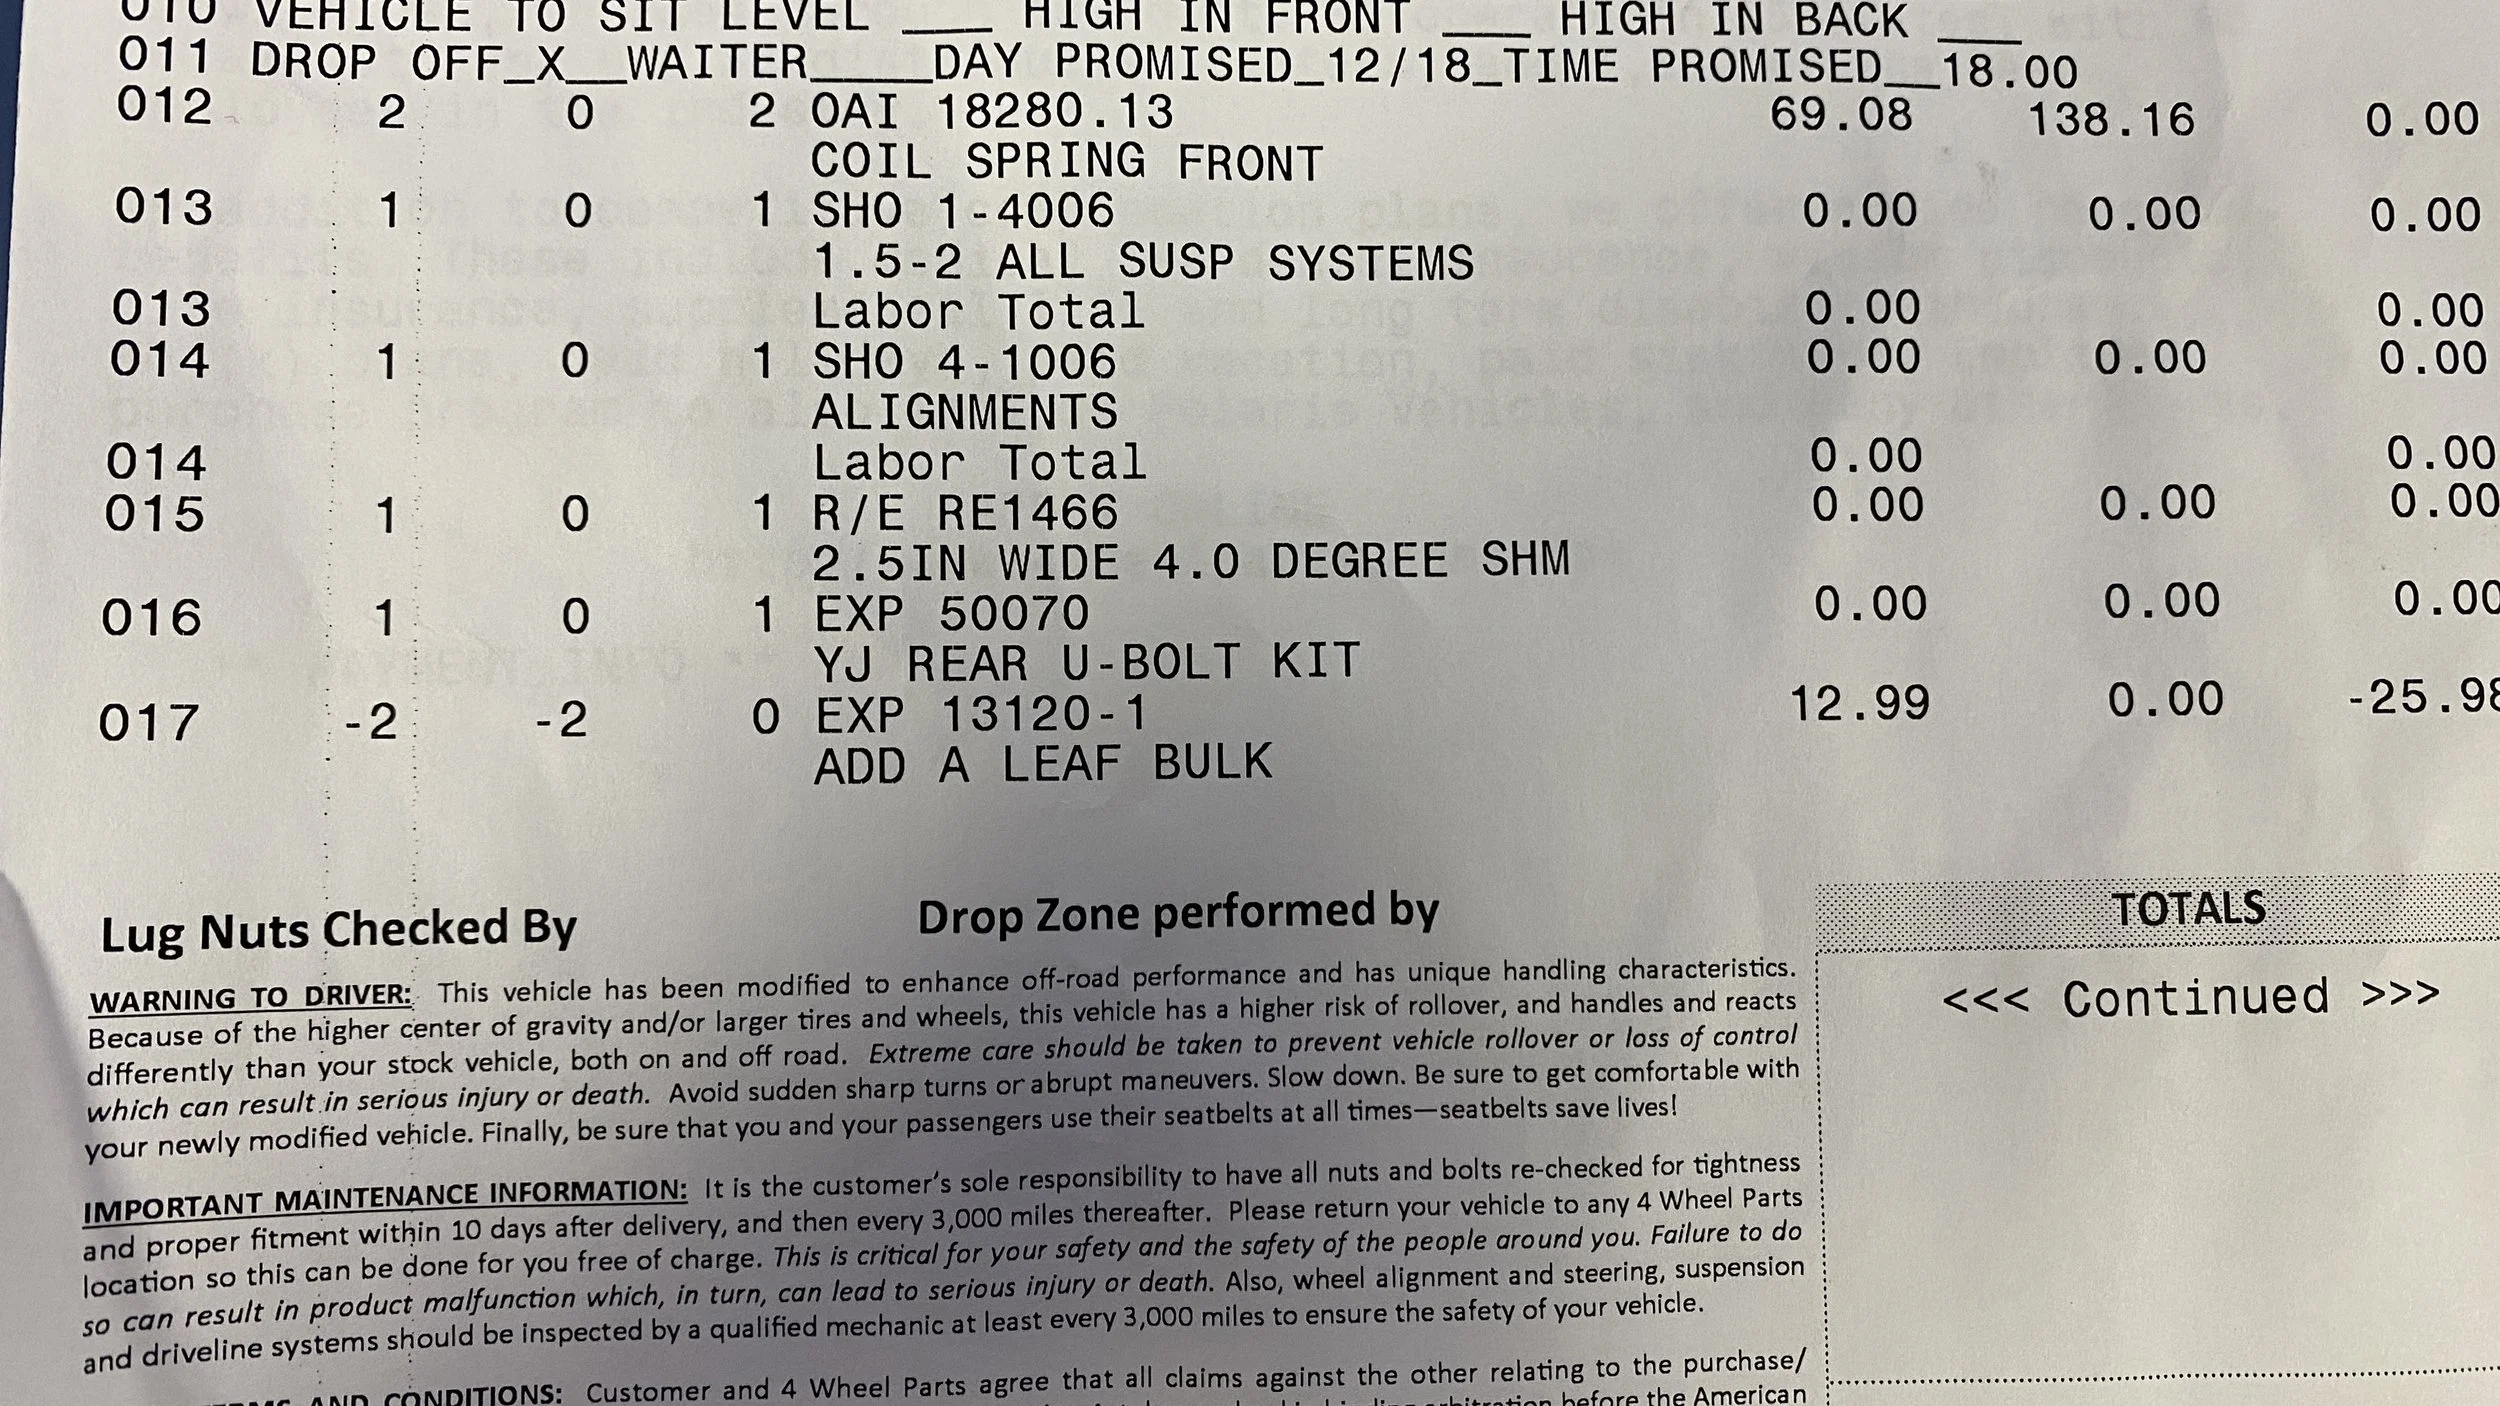 010 VEHICLE TO SIT LEVEL ___ HIGH IN FRONT ___ HIGH IN BACK ___
011 DROP OFF_X__WAITER____DAY PROMISED_12/18_TIME PROMISED__18.00
012 2 0 2 OAI 18280.13 69.08 138.16 0.00
COIL SPRING FRONT
013 1 0 1 SHO 1-4006 0.00 0.00 0.00
1.5-2 ALL SUSP SYSTEMS
013 Labor Total 0.00 0.00
014 1 0 1 SHO 4-1006 0.00 0.00 0.00
ALIGNMENTS
014 Labor Total 0.00 0.00
015 1 0 1 R/E RE1466 0.00 0.00 0.00
2.5IN WIDE 4.0 DEGREE SHM
016 1 0 1 EXP 50070 0.00 0.00 0.00
YJ REAR U-BOLT KIT
017 -2 -2 0 EXP 13120-1 12.99 0.00 -25.98
ADD A LEAF BULK
Lug Nuts Checked By
Drop Zone performed by
TOTALS
<<< Continued >>>
WARNING TO DRIVER: This vehicle has been modified to enhance off-road performance and has unique handling characteristics.
Because of the higher center of gravity and/or larger tires and wheels, this vehicle has a higher risk of rollover, and handles and reacts
differently than your stock vehicle, both on and off road. Extreme care should be taken to prevent vehicle rollover or loss of control
which can result in serious injury or death. Avoid sudden sharp turns or abrupt maneuvers. Slow down. Be sure to get comfortable with
your newly modified vehicle. Finally, be sure that you and your passengers use their seatbelts at all times—seatbelts save lives!
IMPORTANT MAINTENANCE INFORMATION: It is the customer's sole responsibility to have all nuts and bolts re-checked for tightness
and proper fitment within 10 days after delivery, and then every 3,000 miles thereafter. Please return your vehicle to any 4 Wheel Parts
location so this can be done for you free of charge. This is critical for your safety and the safety of the people around you. Failure to do
so can result in product malfunction which, in turn, can lead to serious injury or death. Also, wheel alignment and steering, suspension
and driveline systems should be inspected by a qualified mechanic at least every 3,000 miles to ensure the safety of your vehicle.
AND CONDITIONS: Customer and 4 Wheel Parts agree that all claims against the other relating to the purchase/
arbitration before the American